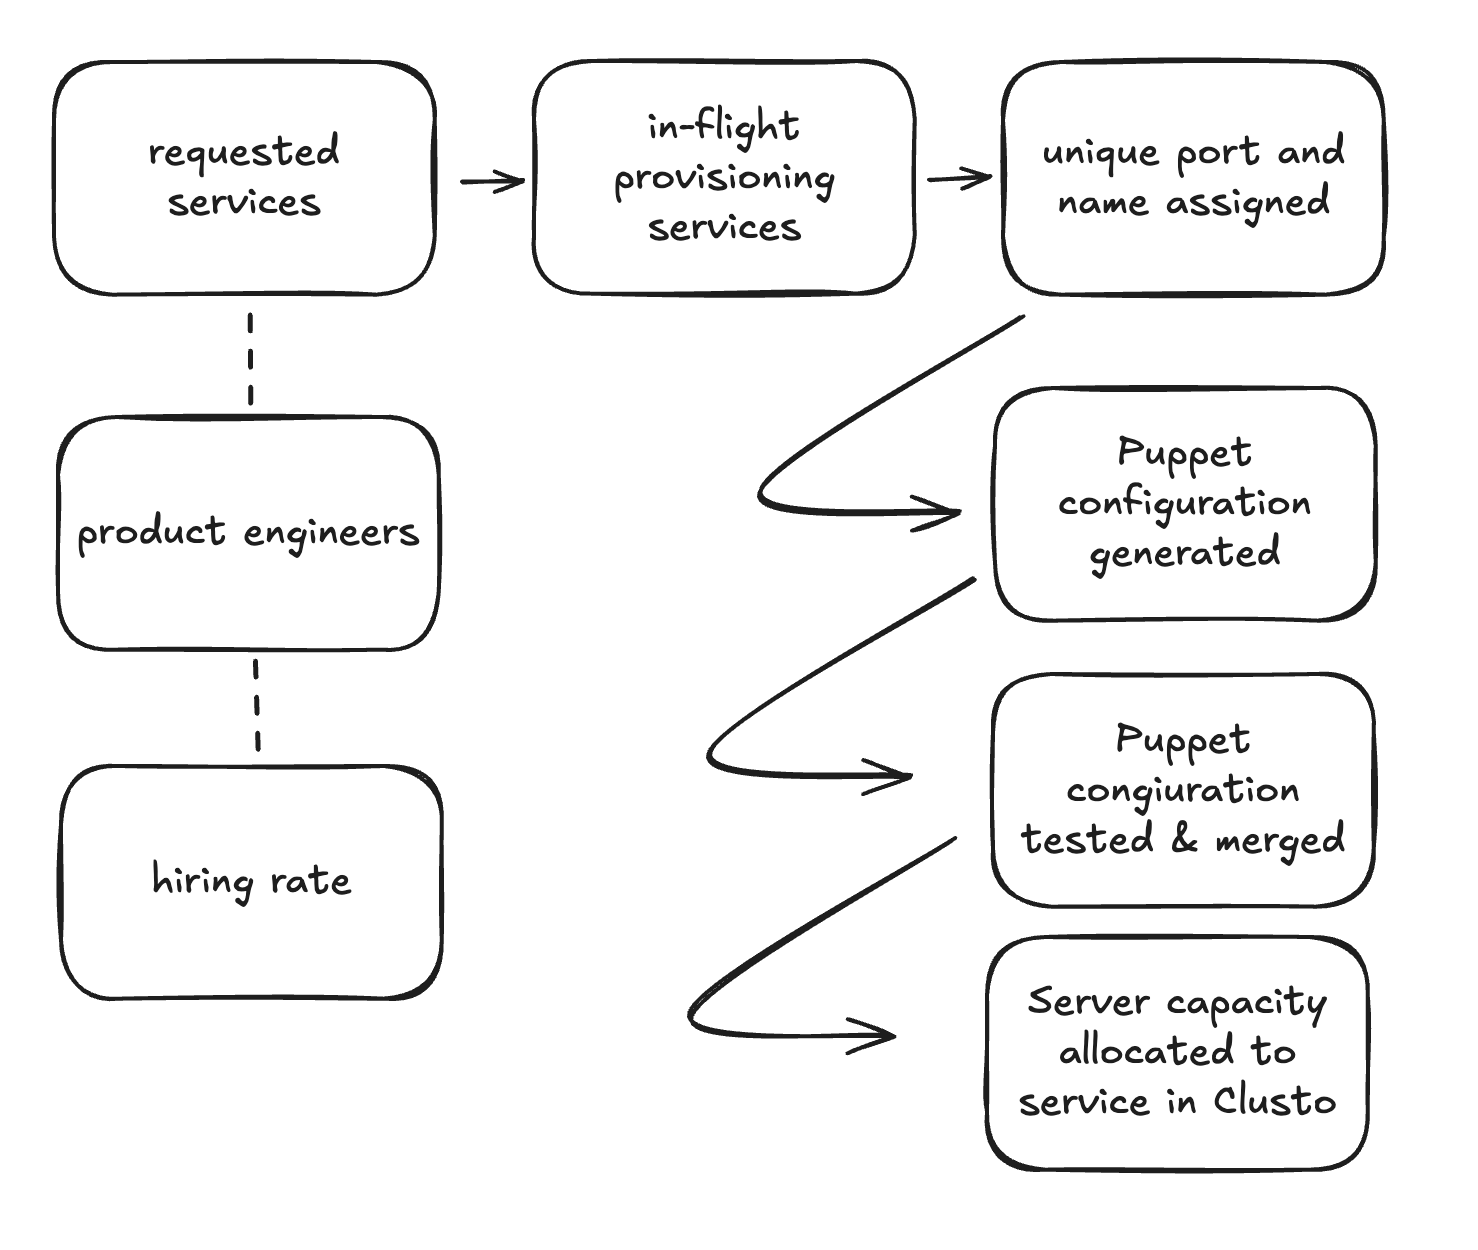 requested
services
in-flight
provisioning
services
unique port and
name assigned
product engineers
hiring rate
Puppet
configuration
generated
Puppet
congiuration
tested & merged
Server capacity
allocated to
service in Clusto